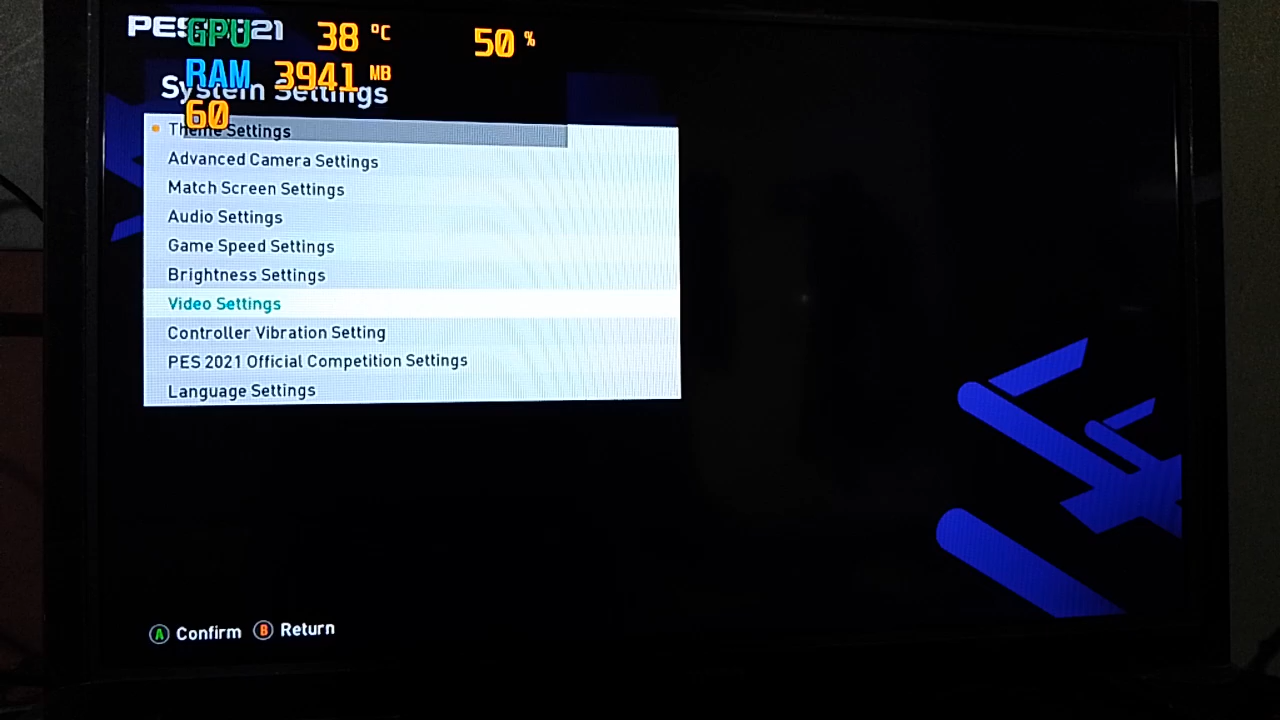 PES 21
GPU 38 °C 50 %
RAM 3941 MB
System Settings
60
Theme Settings
Advanced Camera Settings
Match Screen Settings
Audio Settings
Game Speed Settings
Brightness Settings
Video Settings
Controller Vibration Setting
PES 2021 Official Competition Settings
Language Settings
A Confirm B Return